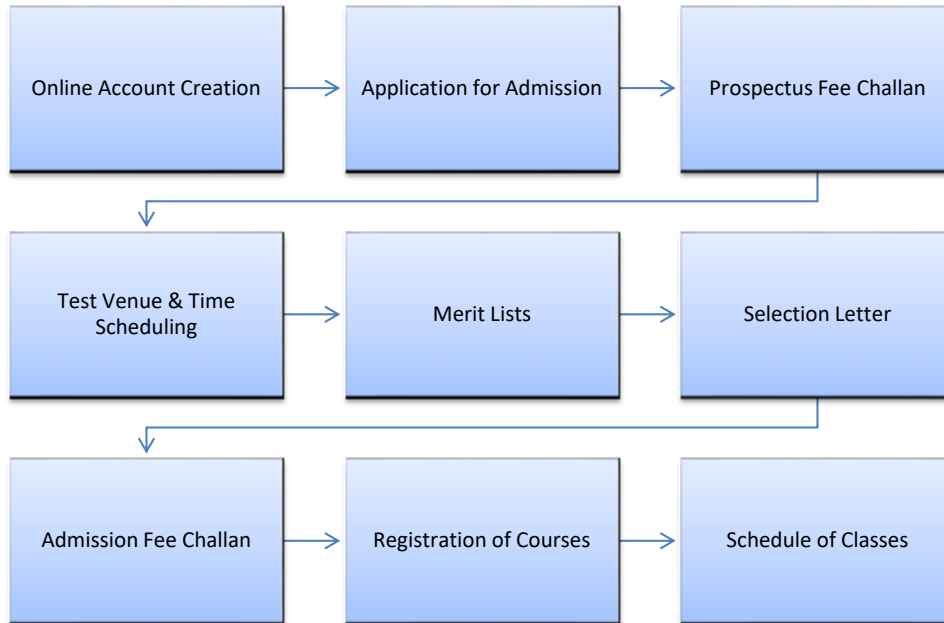 Online Account Creation
Application for Admission
Prospectus Fee Challan
Test Venue & Time
Scheduling
Merit Lists
Selection Letter
Admission Fee Challan
Registration of Courses
Schedule of Classes